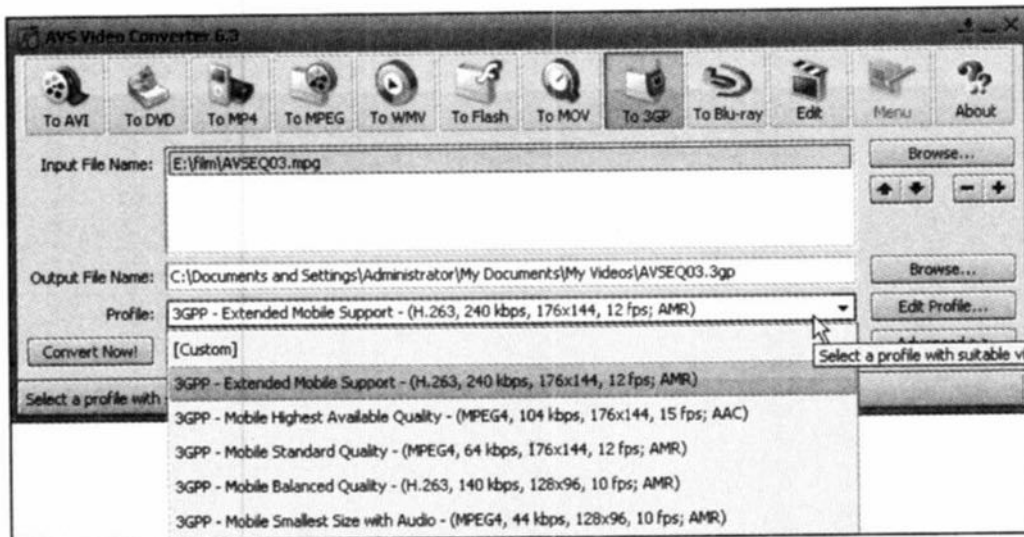 AVS Video Converter 6.3
To AVI To DVD To MP4 To MPEG To WMV To Flash To MOV To 3GP To Blu-ray Edit Menu About
Input File Name: E:\film\AVSEQ03.mpg Browse...
Output File Name: C:\Documents and Settings\Administrator\My Documents\My Videos\AVSEQ03.3gp Browse...
Profile: 3GPP - Extended Mobile Support - (H.263, 240 kbps, 176x144, 12 fps; AMR) Edit Profile...
Convert Now! [Custom]
Select a profile with suitable vi
Select a profile with 3GPP - Extended Mobile Support - (H.263, 240 kbps, 176x144, 12 fps; AMR)
3GPP - Mobile Highest Available Quality - (MPEG4, 104 kbps, 176x144, 15 fps; AAC)
3GPP - Mobile Standard Quality - (MPEG4, 64 kbps, 176x144, 12 fps; AMR)
3GPP - Mobile Balanced Quality - (H.263, 140 kbps, 128x96, 10 fps; AMR)
3GPP - Mobile Smallest Size with Audio - (MPEG4, 44 kbps, 128x96, 10 fps; AMR)